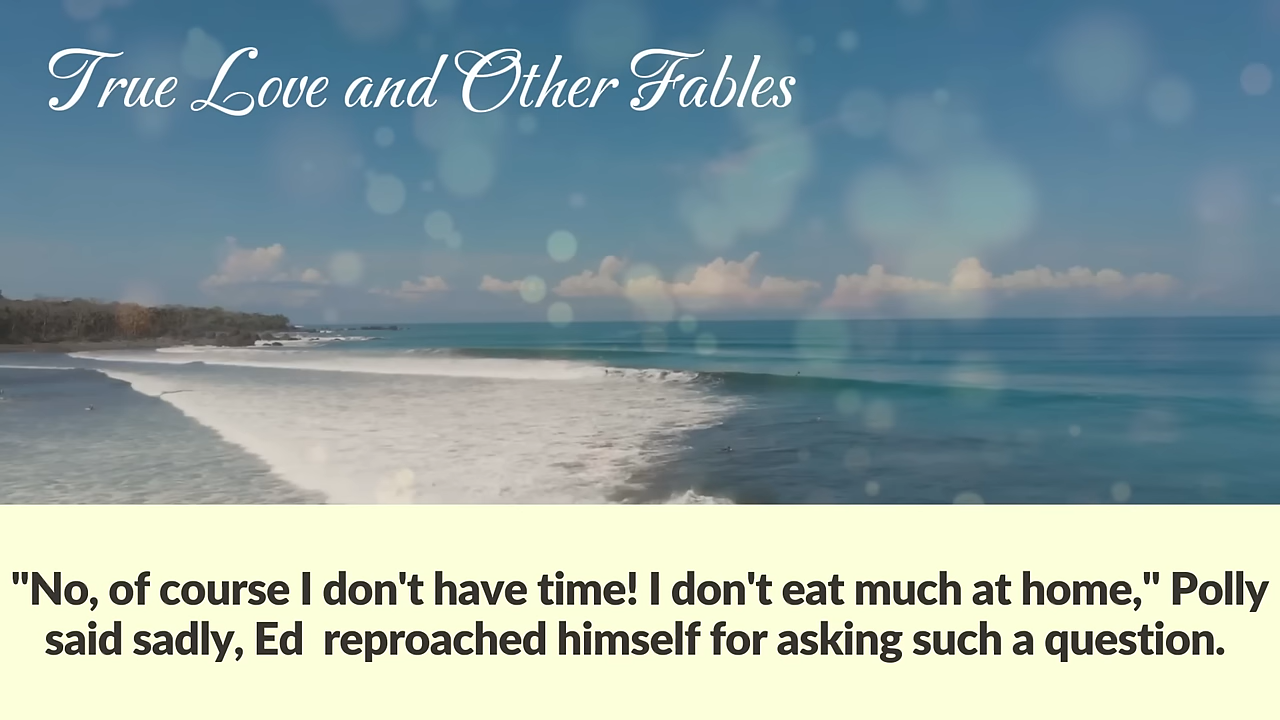 True Love and Other Fables
"No, of course I don't have time! I don't eat much at home," Polly
said sadly, Ed  reproached himself for asking such a question.